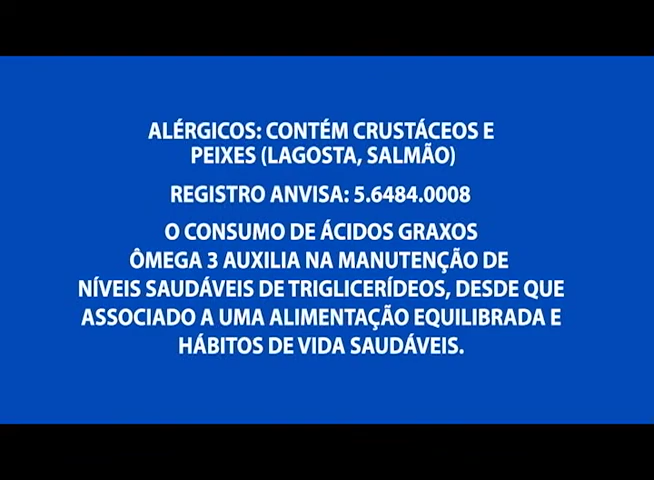 ALÉRGICOS: CONTÉM CRUSTÁCEOS E
PEIXES (LAGOSTA, SALMÃO)
REGISTRO ANVISA: 5.6484.0008
O CONSUMO DE ÁCIDOS GRAXOS
ÔMEGA 3 AUXILIA NA MANUTENÇÃO DE
NÍVEIS SAUDÁVEIS DE TRIGLICERÍDEOS, DESDE QUE
ASSOCIADO A UMA ALIMENTAÇÃO EQUILIBRADA E
HÁBITOS DE VIDA SAUDÁVEIS.